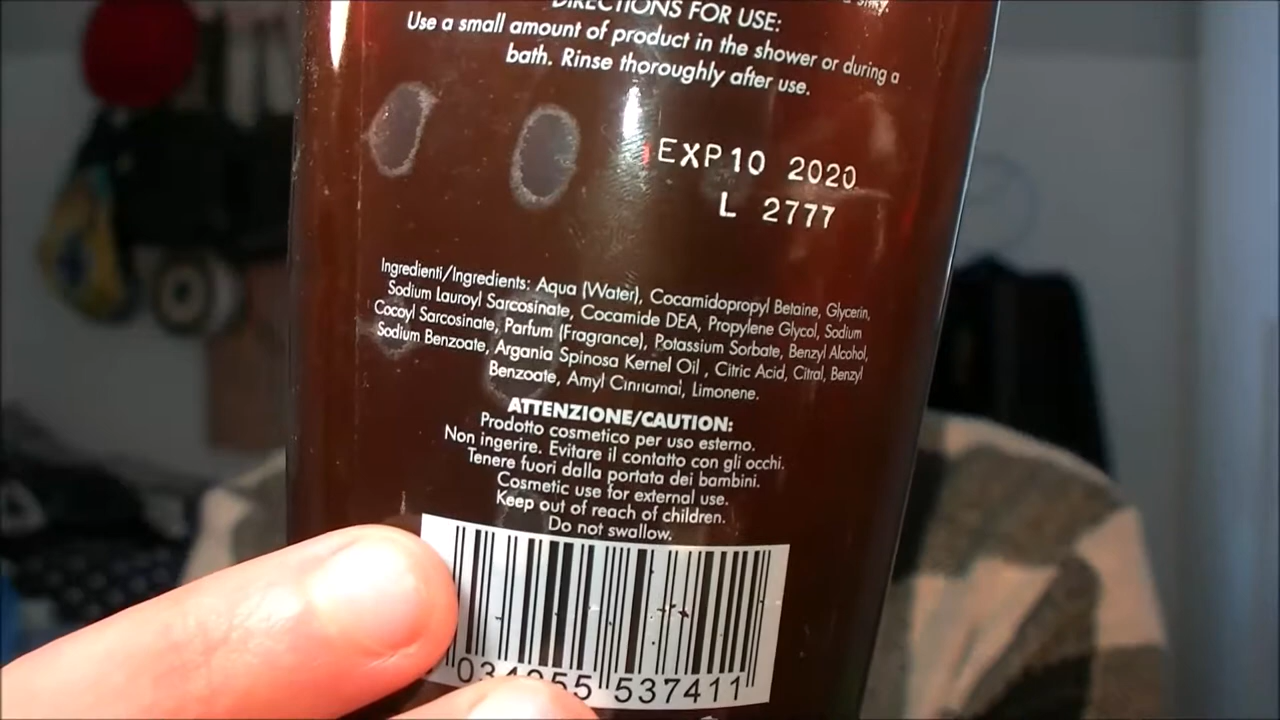 DIRECTIONS FOR USE:
Use a small amount of product in the shower or during a
bath. Rinse thoroughly after use.
EXP10 2020
L 2777
Ingredienti/Ingredients: Aqua (Water), Cocamidopropyl Betaine, Glycerin,
Sodium Lauroyl Sarcosinate, Cocamide DEA, Propylene Glycol, Sodium
Cocoyl Sarcosinate, Parfum (Fragrance), Potassium Sorbate, Benzyl Alcohol,
Sodium Benzoate, Argania Spinosa Kernel Oil , Citric Acid, Citral, Benzyl
Benzoate, Amyl Cinnamal, Limonene.
ATTENZIONE/CAUTION:
Prodotto cosmetico per uso esterno.
Non ingerire. Evitare il contatto con gli occhi.
Tenere fuori dalla portata dei bambini.
Cosmetic use for external use.
Keep out of reach of children.
Do not swallow.
537411